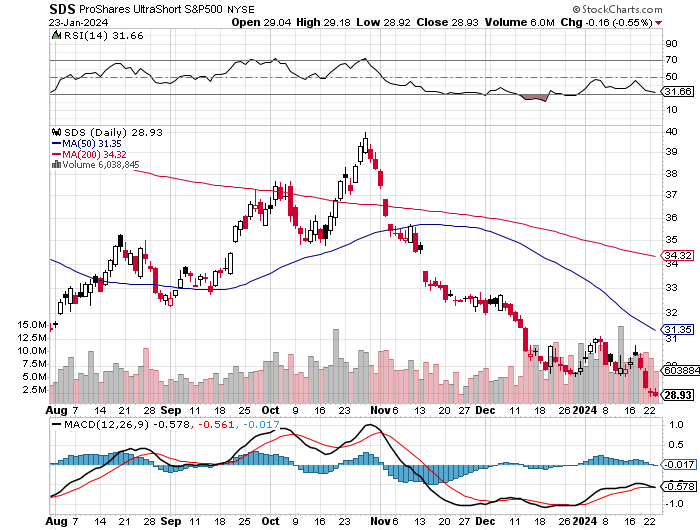 SDS ProShares UltraShort S&P500 NYSE © StockCharts.com
23-Jan-2024 Open 29.04 High 29.18 Low 28.92 Close 28.93 Volume 6.0M Chg -0.16 (-0.55%)
RSI(14) 31.66
90
70
50
31.66
10
SDS (Daily) 28.93
MA(50) 31.35
MA(200) 34.32
Volume 6,038,845
40
39
38
37
36
35
34.32
34
33
32
31.35
31
30
603884
28.93
15.0M
12.5M
10.0M
7.5M
5.0M
2.5M
Aug 7 14 21 28 Sep 11 18 25 Oct 9 16 23 Nov 6 13 20 27 Dec 11 18 26 2024 8 16 22
MACD(12,26,9) -0.578, -0.561, -0.017
1.0
0.5
-0.017
-0.578
-1.0
Aug 7 14 21 28 Sep 11 18 25 Oct 9 16 23 Nov 6 13 20 27 Dec 11 18 26 2024 8 16 22